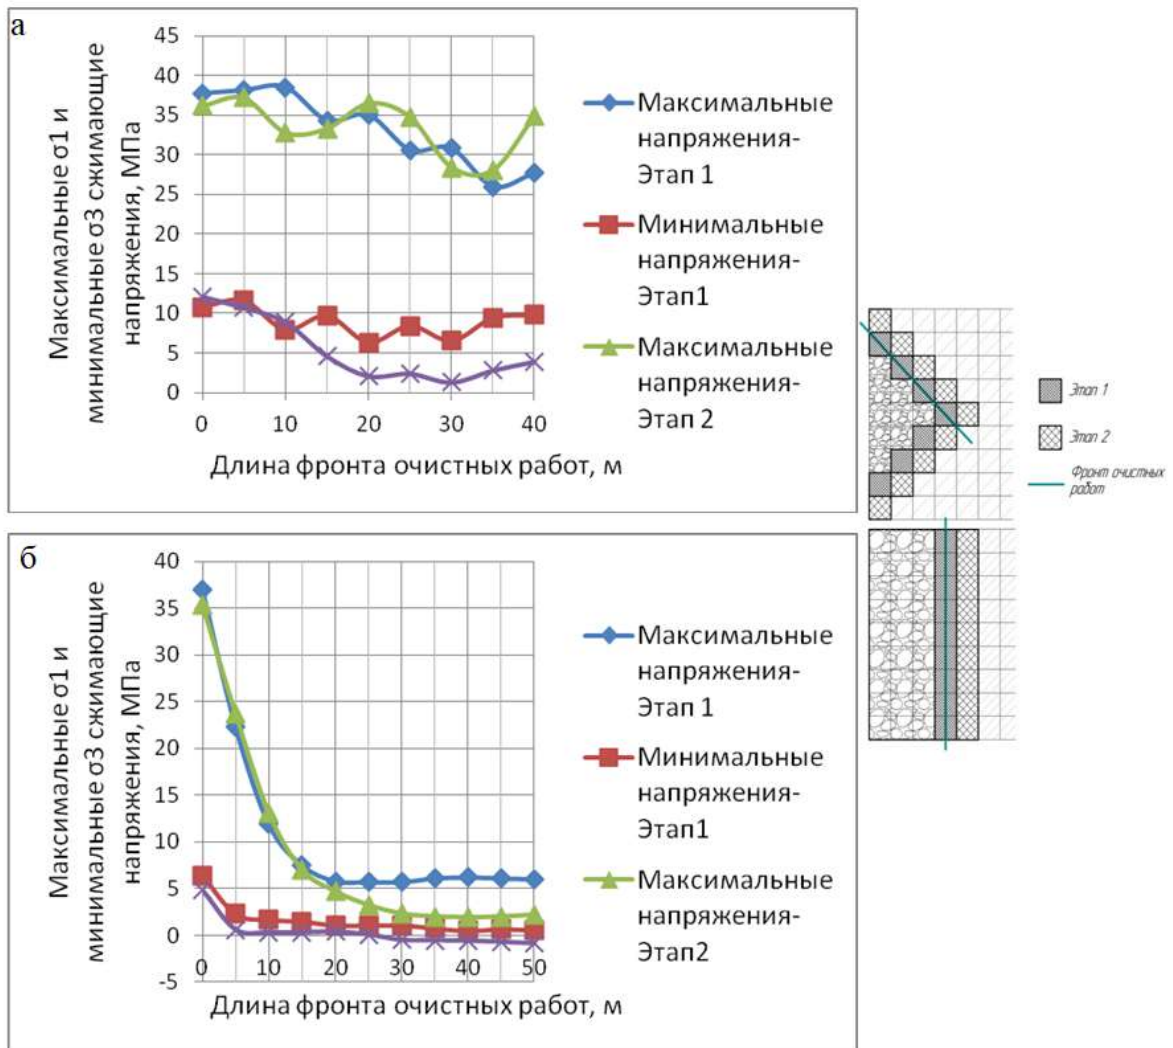 а
Максимальные σ1 и
минимальные σ3 сжимающие
напряжения, МПа
45
40
35
30
25
20
15
10
5
0
0 10 20 30 40
Длина фронта очистных работ, м
Максимальные
напряжения-
Этап 1
Минимальные
напряжения-
Этап1
Максимальные
напряжения-
Этап 2
Этап 1
Этап 2
Фронт очистных
работ
б
Максимальные σ1 и
минимальные σ3 сжимающие
напряжения, МПа
40
35
30
25
20
15
10
5
0
-5
0 10 20 30 40 50
Длина фронта очистных работ, м
Максимальные
напряжения-
Этап 1
Минимальные
напряжения-
Этап1
Максимальные
напряжения-
Этап2